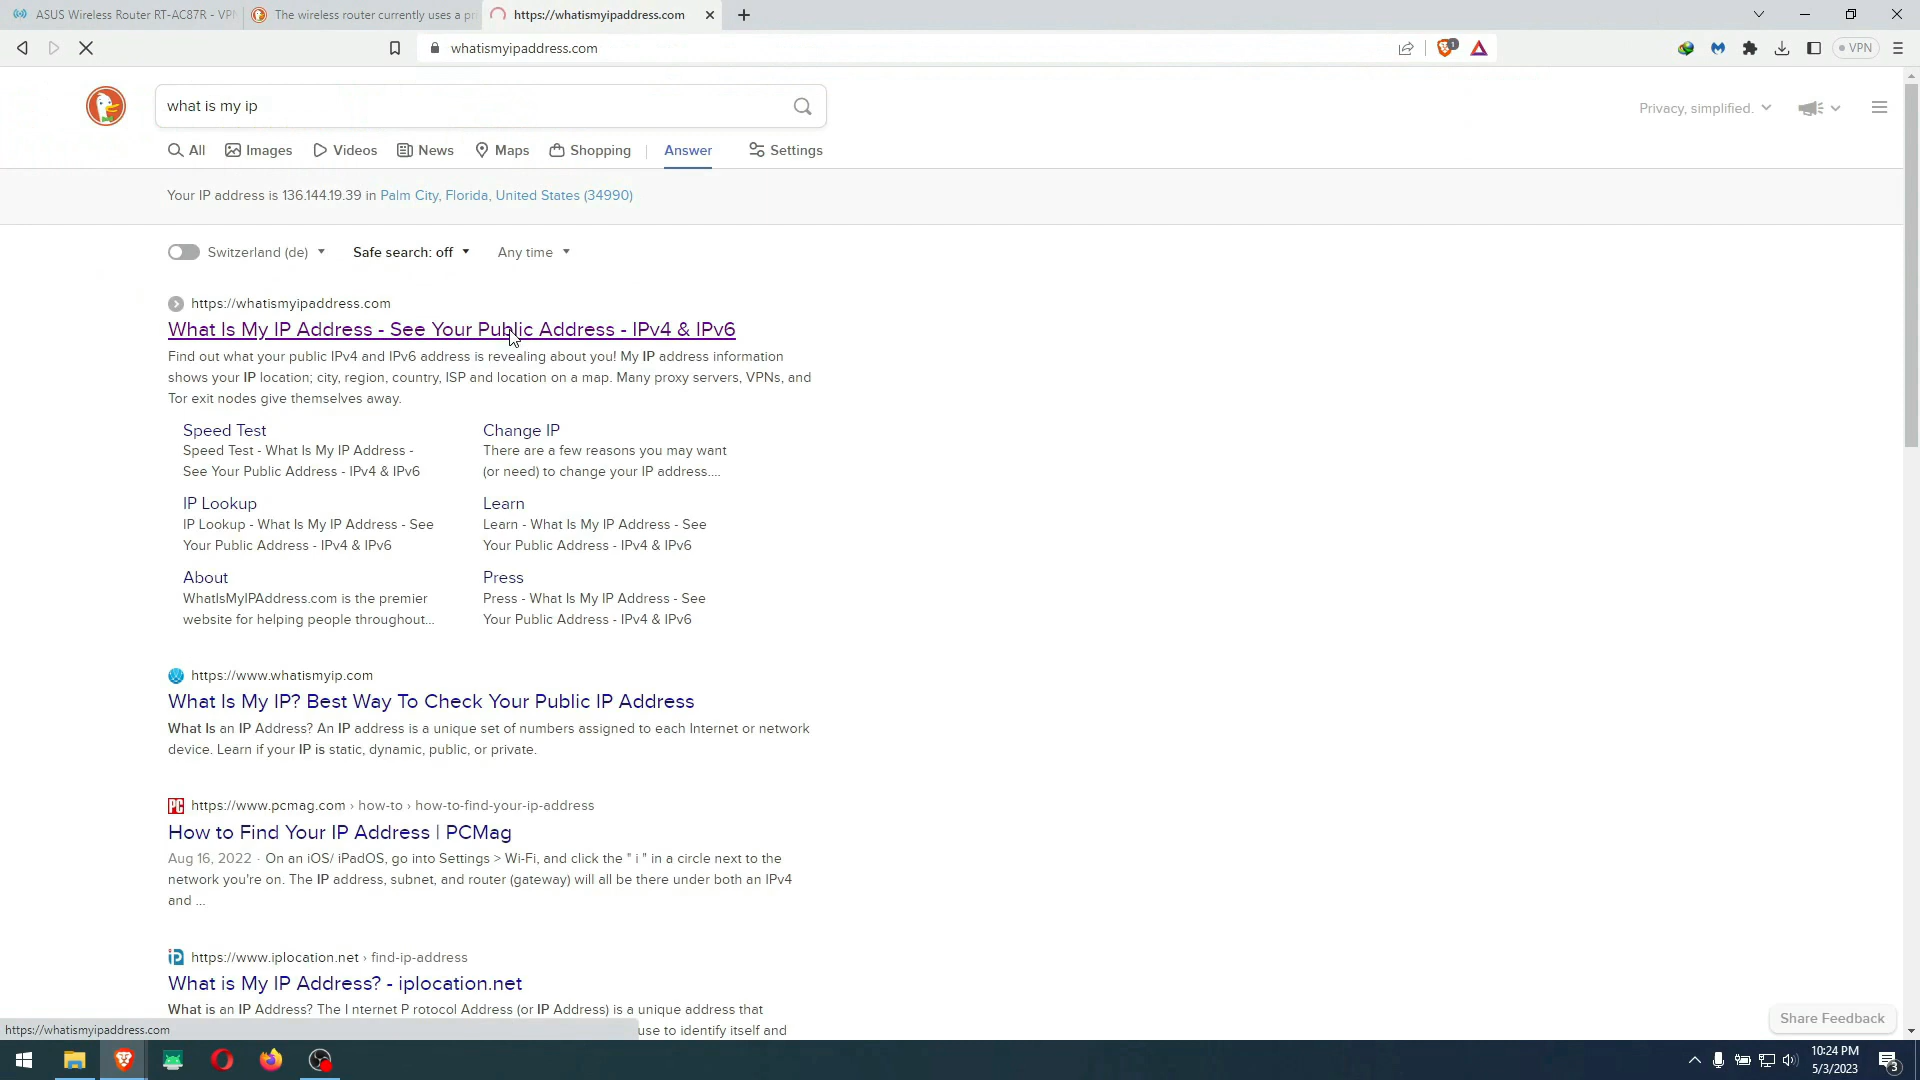 ASUS Wireless Router RT-AC87R - VPN
The wireless router currently uses a pr
https://whatismyipaddress.com
whatismyipaddress.com
1
VPN
what is my ip
Privacy, simplified.
All Images Videos News Maps Shopping Answer Settings
Your IP address is 136.144.19.39 in Palm City, Florida, United States (34990)
Switzerland (de) Safe search: off Any time
https://whatismyipaddress.com
What Is My IP Address - See Your Public Address - IPv4 & IPv6
Find out what your public IPv4 and IPv6 address is revealing about you! My IP address information
shows your IP location; city, region, country, ISP and location on a map. Many proxy servers, VPNs, and
Tor exit nodes give themselves away.
Speed Test
Speed Test - What Is My IP Address -
See Your Public Address - IPv4 & IPv6
Change IP
There are a few reasons you may want
(or need) to change your IP address....
IP Lookup
IP Lookup - What Is My IP Address - See
Your Public Address - IPv4 & IPv6
Learn
Learn - What Is My IP Address - See
Your Public Address - IPv4 & IPv6
About
WhatIsMyIPAddress.com is the premier
website for helping people throughout...
Press
Press - What Is My IP Address - See
Your Public Address - IPv4 & IPv6
https://www.whatismyip.com
What Is My IP? Best Way To Check Your Public IP Address
What Is an IP Address? An IP address is a unique set of numbers assigned to each Internet or network
device. Learn if your IP is static, dynamic, public, or private.
PC https://www.pcmag.com › how-to › how-to-find-your-ip-address
How to Find Your IP Address | PCMag
Aug 16, 2022 · On an iOS/ iPadOS, go into Settings > Wi-Fi, and click the " i " in a circle next to the
network you're on. The IP address, subnet, and router (gateway) will all be there under both an IPv4
and ...
https://www.iplocation.net › find-ip-address
What is My IP Address? - iplocation.net
What is an IP Address? The I nternet P rotocol Address (or IP Address) is a unique address that
use to identify itself and
Share Feedback
https://whatismyipaddress.com
10:24 PM
5/3/2023
3